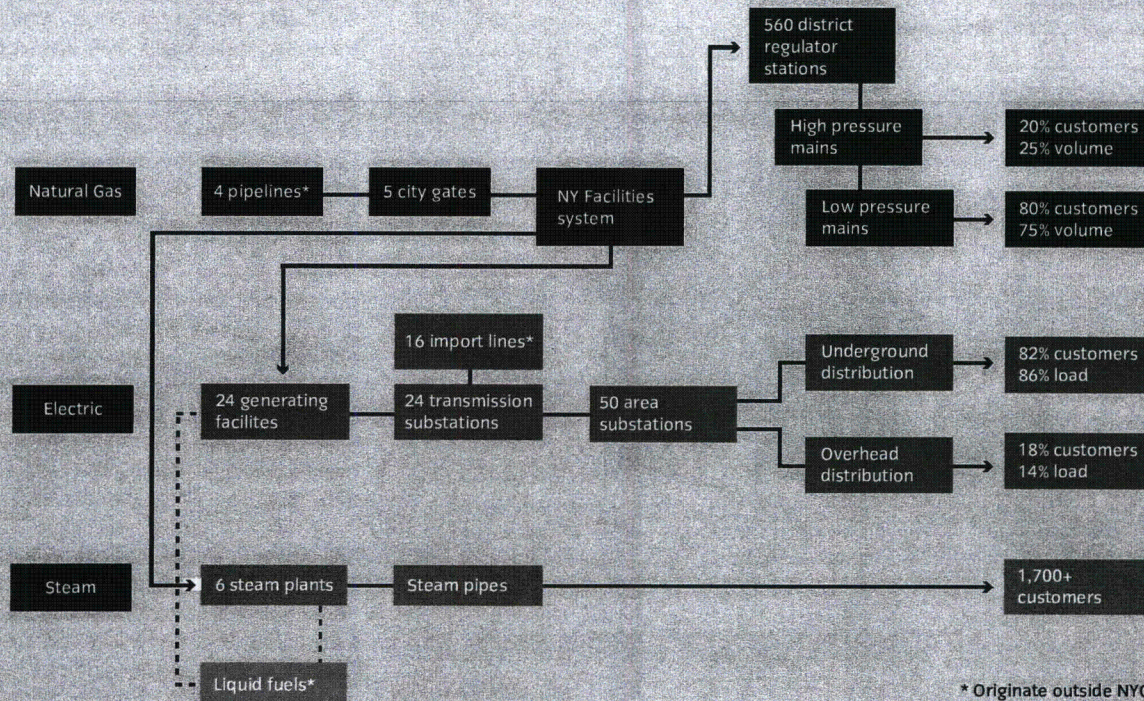 560 district
regulator
stations
High pressure
mains
20% customers
25% volume
Natural Gas
4 pipelines*
5 city gates
NY Facilities
system
Low pressure
mains
80% customers
75% volume
16 import lines*
Underground
distribution
82% customers
86% load
Electric
24 generating
facilites
24 transmission
substations
50 area
substations
Overhead
distribution
18% customers
14% load
Steam
6 steam plants
Steam pipes
1,700+
customers
Liquid fuels*
* Originate outside NYC